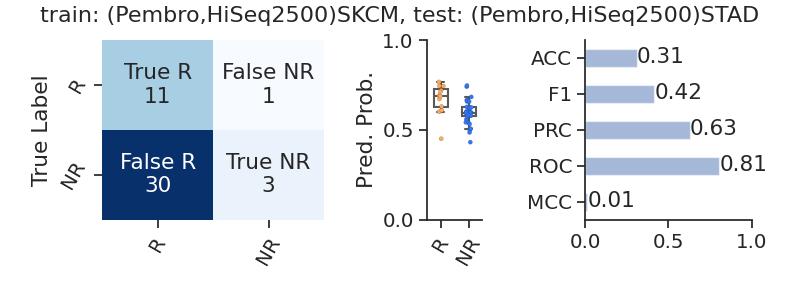 train: (Pembro,HiSeq2500)SKCM, test: (Pembro,HiSeq2500)STAD
True Label
R
NR
True R
11
False NR
1
False R
30
True NR
3
R
NR
Pred. Prob.
1.0
0.5
0.0
R
NR
ACC
0.31
F1
0.42
PRC
0.63
ROC
0.81
MCC
0.01
0.0
0.5
1.0